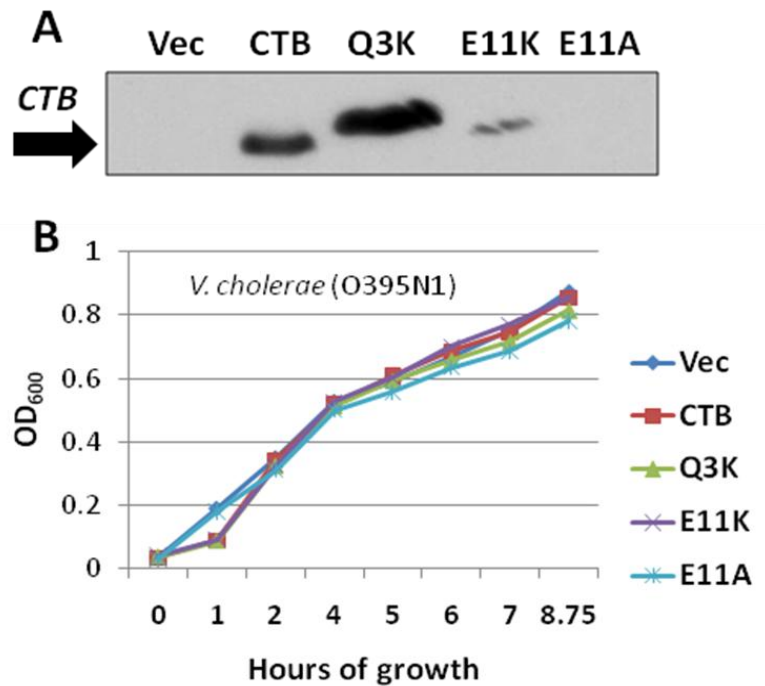 A
Vec CTB Q3K E11K E11A
CTB
B
V. cholerae (O395N1)
OD600
1
0.8
0.6
0.4
0.2
0
0 1 2 4 5 6 7 8.75
Hours of growth
Vec
CTB
Q3K
E11K
E11A